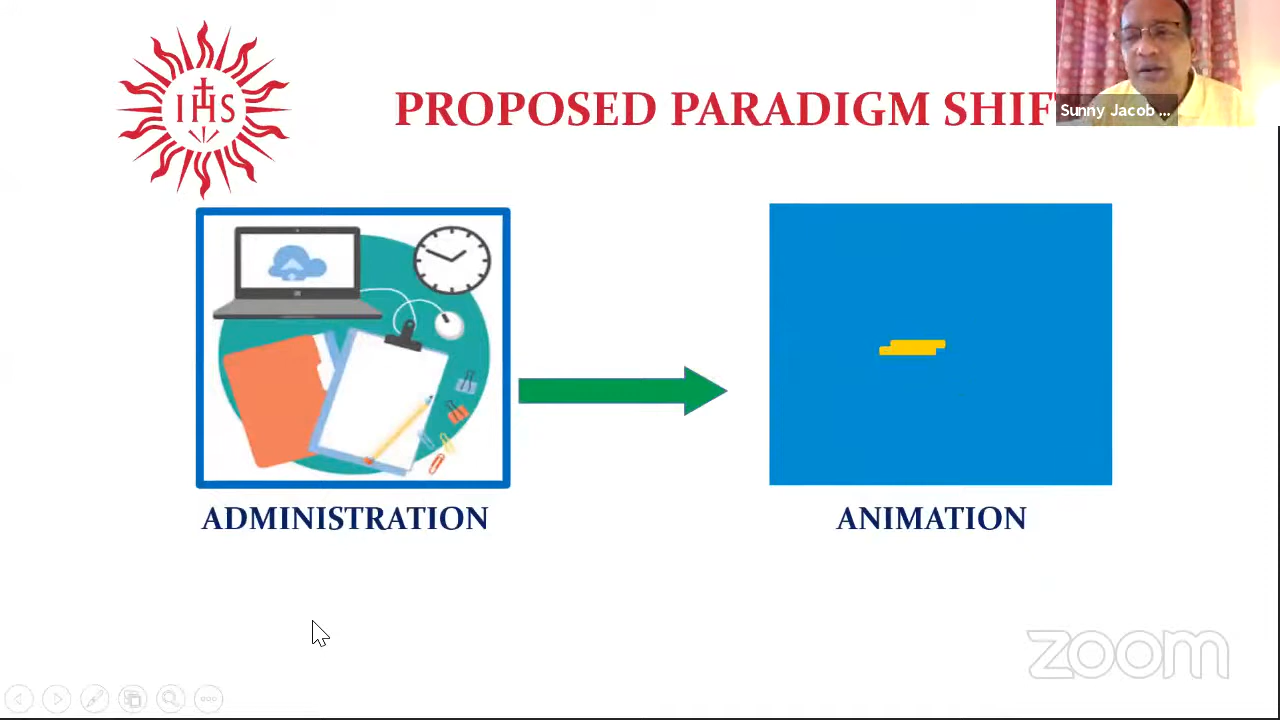 IHS
PROPOSED PARADIGM SHIF
Sunny Jacob ...
ADMINISTRATION
ANIMATION
zoom